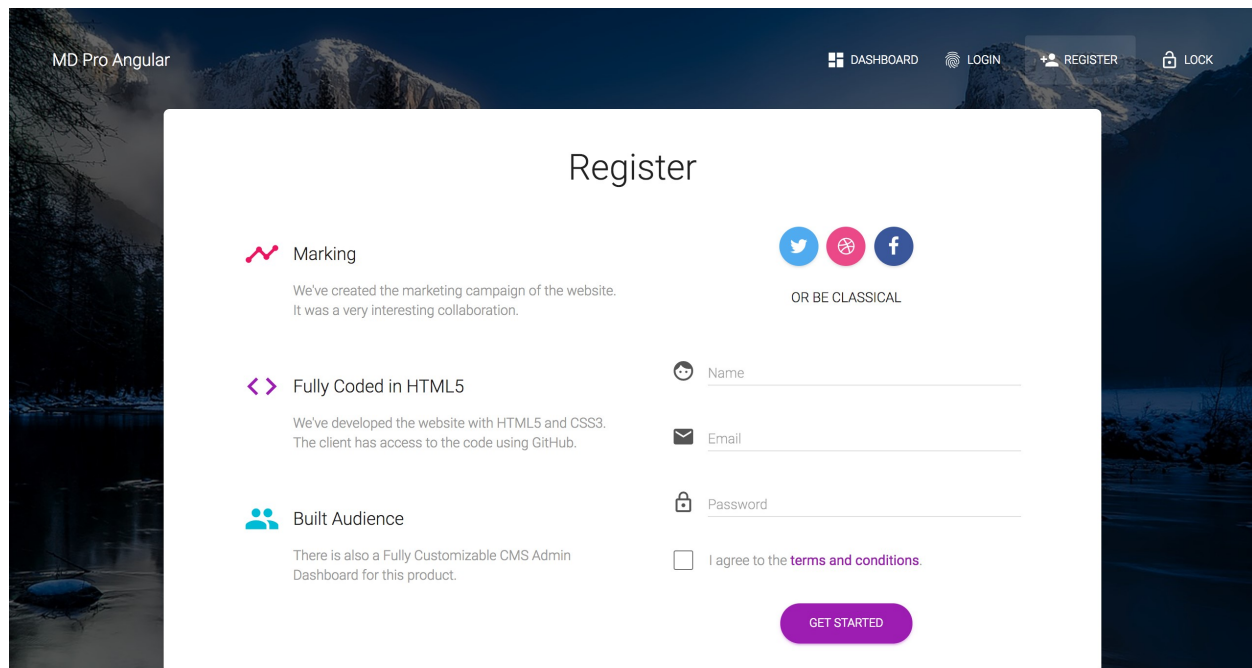 MD Pro Angular
DASHBOARD
LOGIN
REGISTER
LOCK
Register
Marking
We've created the marketing campaign of the website.
It was a very interesting collaboration.
Fully Coded in HTML5
We've developed the website with HTML5 and CSS3.
The client has access to the code using GitHub.
Built Audience
There is also a Fully Customizable CMS Admin
Dashboard for this product.
OR BE CLASSICAL
Name
Email
Password
I agree to the terms and conditions.
GET STARTED